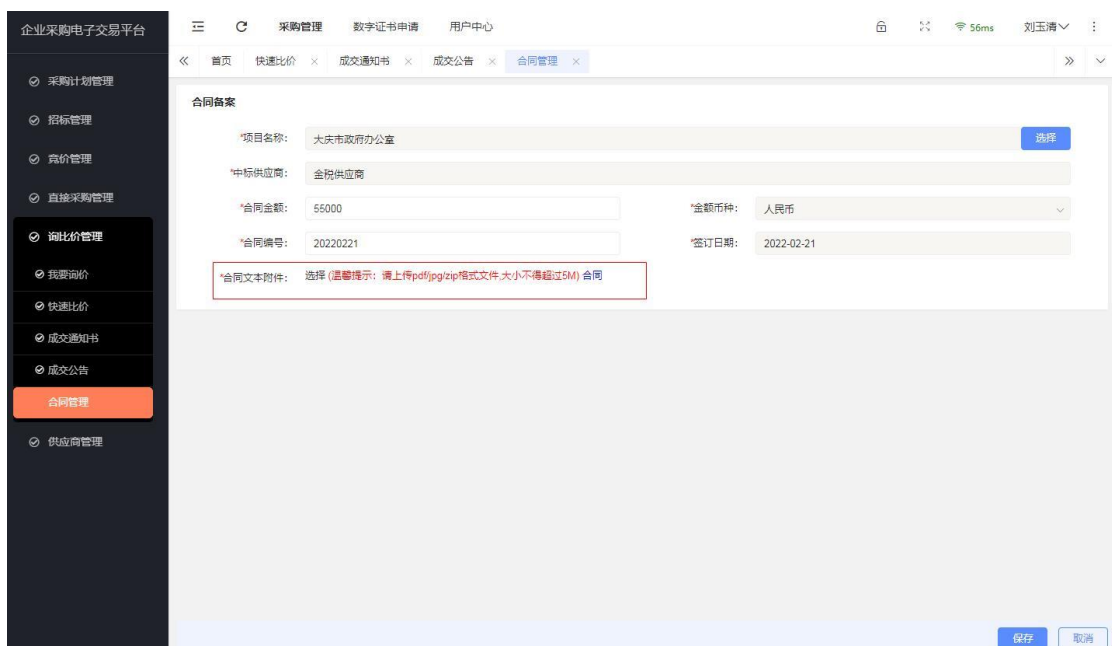 企业采购电子交易平台
采购管理 数字证书申请 用户中心 56ms 刘玉清
首页 快速比价 成交通知书 成交公告 合同管理
采购计划管理
招标管理
竞价管理
直接采购管理
询比价管理
我要询价
快速比价
成交通知书
成交公告
合同管理
供应商管理
合同备案
*项目名称: 大庆市政府办公室 选择
*中标供应商: 金税供应商
*合同金额: 55000 *金额币种: 人民币
*合同编号: 20220221 *签订日期: 2022-02-21
*合同文本附件: 选择 (温馨提示：请上传pdf/jpg/zip格式文件,大小不得超过5M) 合同
保存 取消